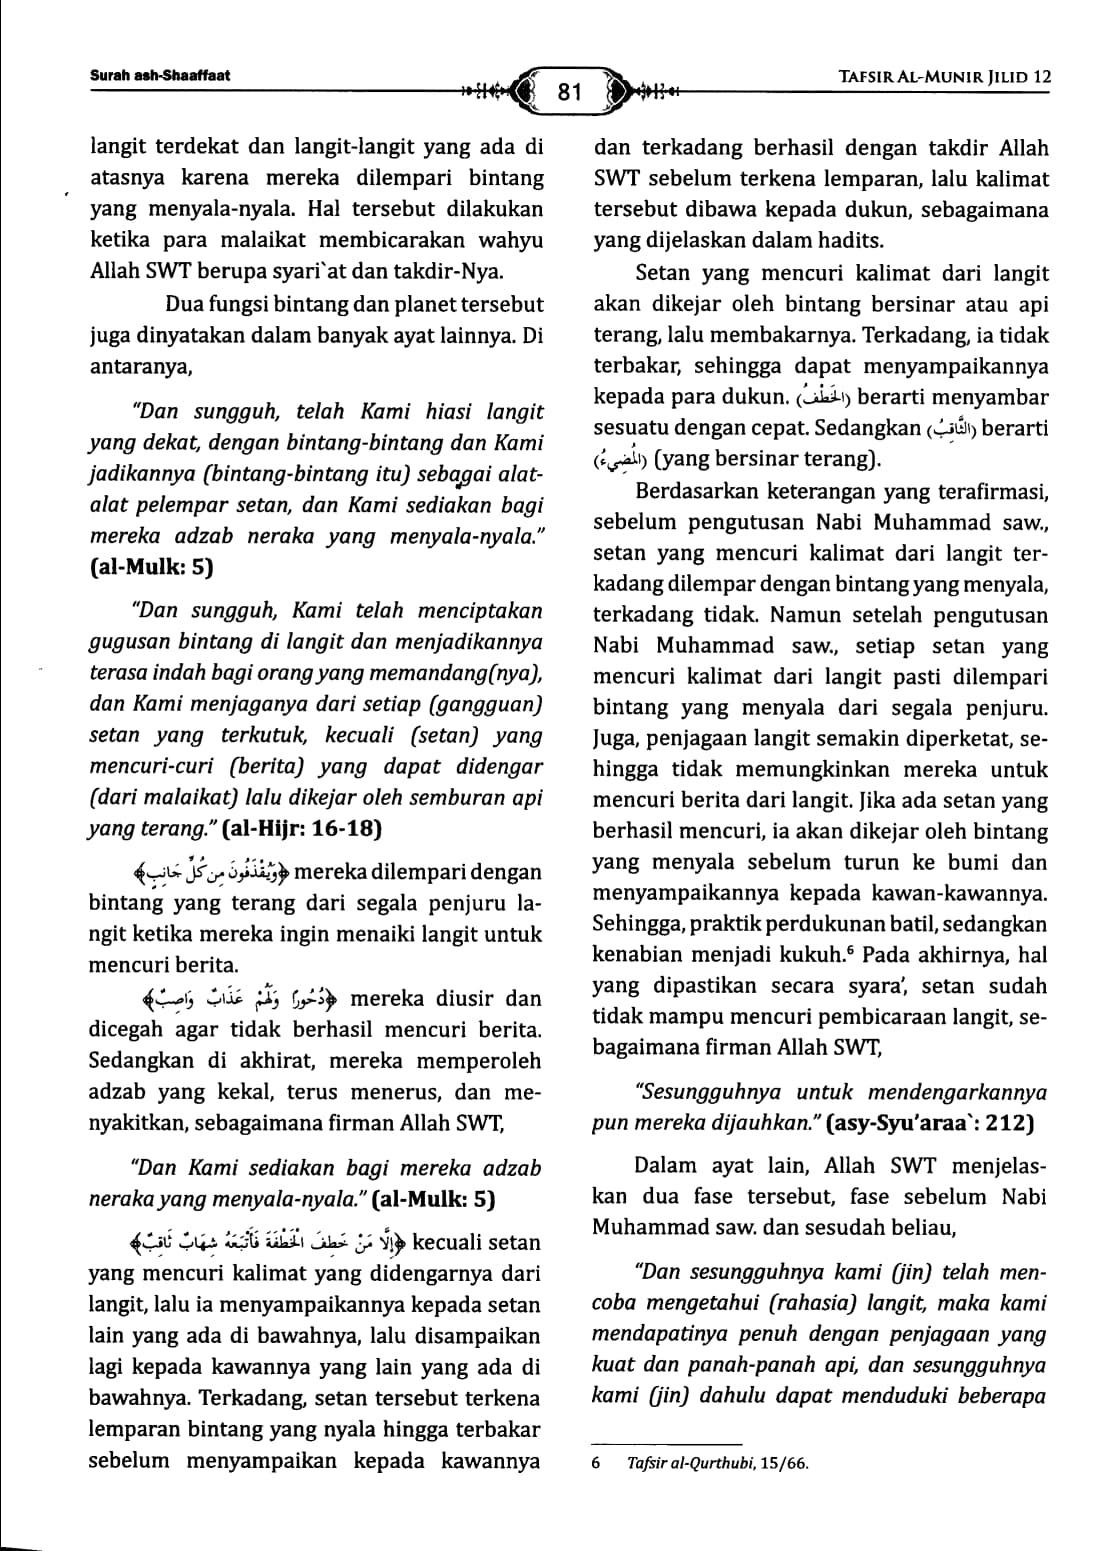 Surah ash-Shaaffaat
81
TAFSIR AL-MUNIR JILID 12
langit terdekat dan langit-langit yang ada di
atasnya karena mereka dilempari bintang
yang menyala-nyala. Hal tersebut dilakukan
ketika para malaikat membicarakan wahyu
Allah SWT berupa syari`at dan takdir-Nya.
Dua fungsi bintang dan planet tersebut
juga dinyatakan dalam banyak ayat lainnya. Di
antaranya,
“Dan sungguh, telah Kami hiasi langit
yang dekat, dengan bintang-bintang dan Kami
jadikannya (bintang-bintang itu) sebagai alat-
alat pelempar setan, dan Kami sediakan bagi
mereka adzab neraka yang menyala-nyala.”
(al-Mulk: 5)
“Dan sungguh, Kami telah menciptakan
gugusan bintang di langit dan menjadikannya
terasa indah bagi orang yang memandang(nya),
dan Kami menjaganya dari setiap (gangguan)
setan yang terkutuk, kecuali (setan) yang
mencuri-curi (berita) yang dapat didengar
(dari malaikat) lalu dikejar oleh semburan api
yang terang.” (al-Hijr: 16-18)
﴿وَيُقْذَفُونَ مِن كُلِّ جَانِبٍ﴾ mereka dilempari dengan
bintang yang terang dari segala penjuru la-
ngit ketika mereka ingin menaiki langit untuk
mencuri berita.
﴿دُحُورًا وَلَهُمْ عَذَابٌ وَاصِبٌ﴾ mereka diusir dan
dicegah agar tidak berhasil mencuri berita.
Sedangkan di akhirat, mereka memperoleh
adzab yang kekal, terus menerus, dan me-
nyakitkan, sebagaimana firman Allah SWT,
“Dan Kami sediakan bagi mereka adzab
neraka yang menyala-nyala.” (al-Mulk: 5)
﴿إِلَّا مَنْ خَطِفَ الْخَطْفَةَ فَأَتْبَعَهُ شِهَابٌ ثَاقِبٌ﴾ kecuali setan
yang mencuri kalimat yang didengarnya dari
langit, lalu ia menyampaikannya kepada setan
lain yang ada di bawahnya, lalu disampaikan
lagi kepada kawannya yang lain yang ada di
bawahnya. Terkadang, setan tersebut terkena
lemparan bintang yang nyala hingga terbakar
sebelum menyampaikan kepada kawannya
dan terkadang berhasil dengan takdir Allah
SWT sebelum terkena lemparan, lalu kalimat
tersebut dibawa kepada dukun, sebagaimana
yang dijelaskan dalam hadits.
Setan yang mencuri kalimat dari langit
akan dikejar oleh bintang bersinar atau api
terang, lalu membakarnya. Terkadang, ia tidak
terbakar, sehingga dapat menyampaikannya
kepada para dukun. (الخَطْفُ) berarti menyambar
sesuatu dengan cepat. Sedangkan (الثَّاقِبُ) berarti
(المُضِيءُ) (yang bersinar terang).
Berdasarkan keterangan yang terafirmasi,
sebelum pengutusan Nabi Muhammad saw.,
setan yang mencuri kalimat dari langit ter-
kadang dilempar dengan bintang yang menyala,
terkadang tidak. Namun setelah pengutusan
Nabi Muhammad saw., setiap setan yang
mencuri kalimat dari langit pasti dilempari
bintang yang menyala dari segala penjuru.
Juga, penjagaan langit semakin diperketat, se-
hingga tidak memungkinkan mereka untuk
mencuri berita dari langit. Jika ada setan yang
berhasil mencuri, ia akan dikejar oleh bintang
yang menyala sebelum turun ke bumi dan
menyampaikannya kepada kawan-kawannya.
Sehingga, praktik perdukunan batil, sedangkan
kenabian menjadi kukuh.⁶ Pada akhirnya, hal
yang dipastikan secara syara’, setan sudah
tidak mampu mencuri pembicaraan langit, se-
bagaimana firman Allah SWT,
“Sesungguhnya untuk mendengarkannya
pun mereka dijauhkan.” (asy-Syu’araa`: 212)
Dalam ayat lain, Allah SWT menjelas-
kan dua fase tersebut, fase sebelum Nabi
Muhammad saw. dan sesudah beliau,
“Dan sesungguhnya kami (jin) telah men-
coba mengetahui (rahasia) langit, maka kami
mendapatinya penuh dengan penjagaan yang
kuat dan panah-panah api, dan sesungguhnya
kami (jin) dahulu dapat menduduki beberapa
6 Tafsir al-Qurthubi, 15/66.